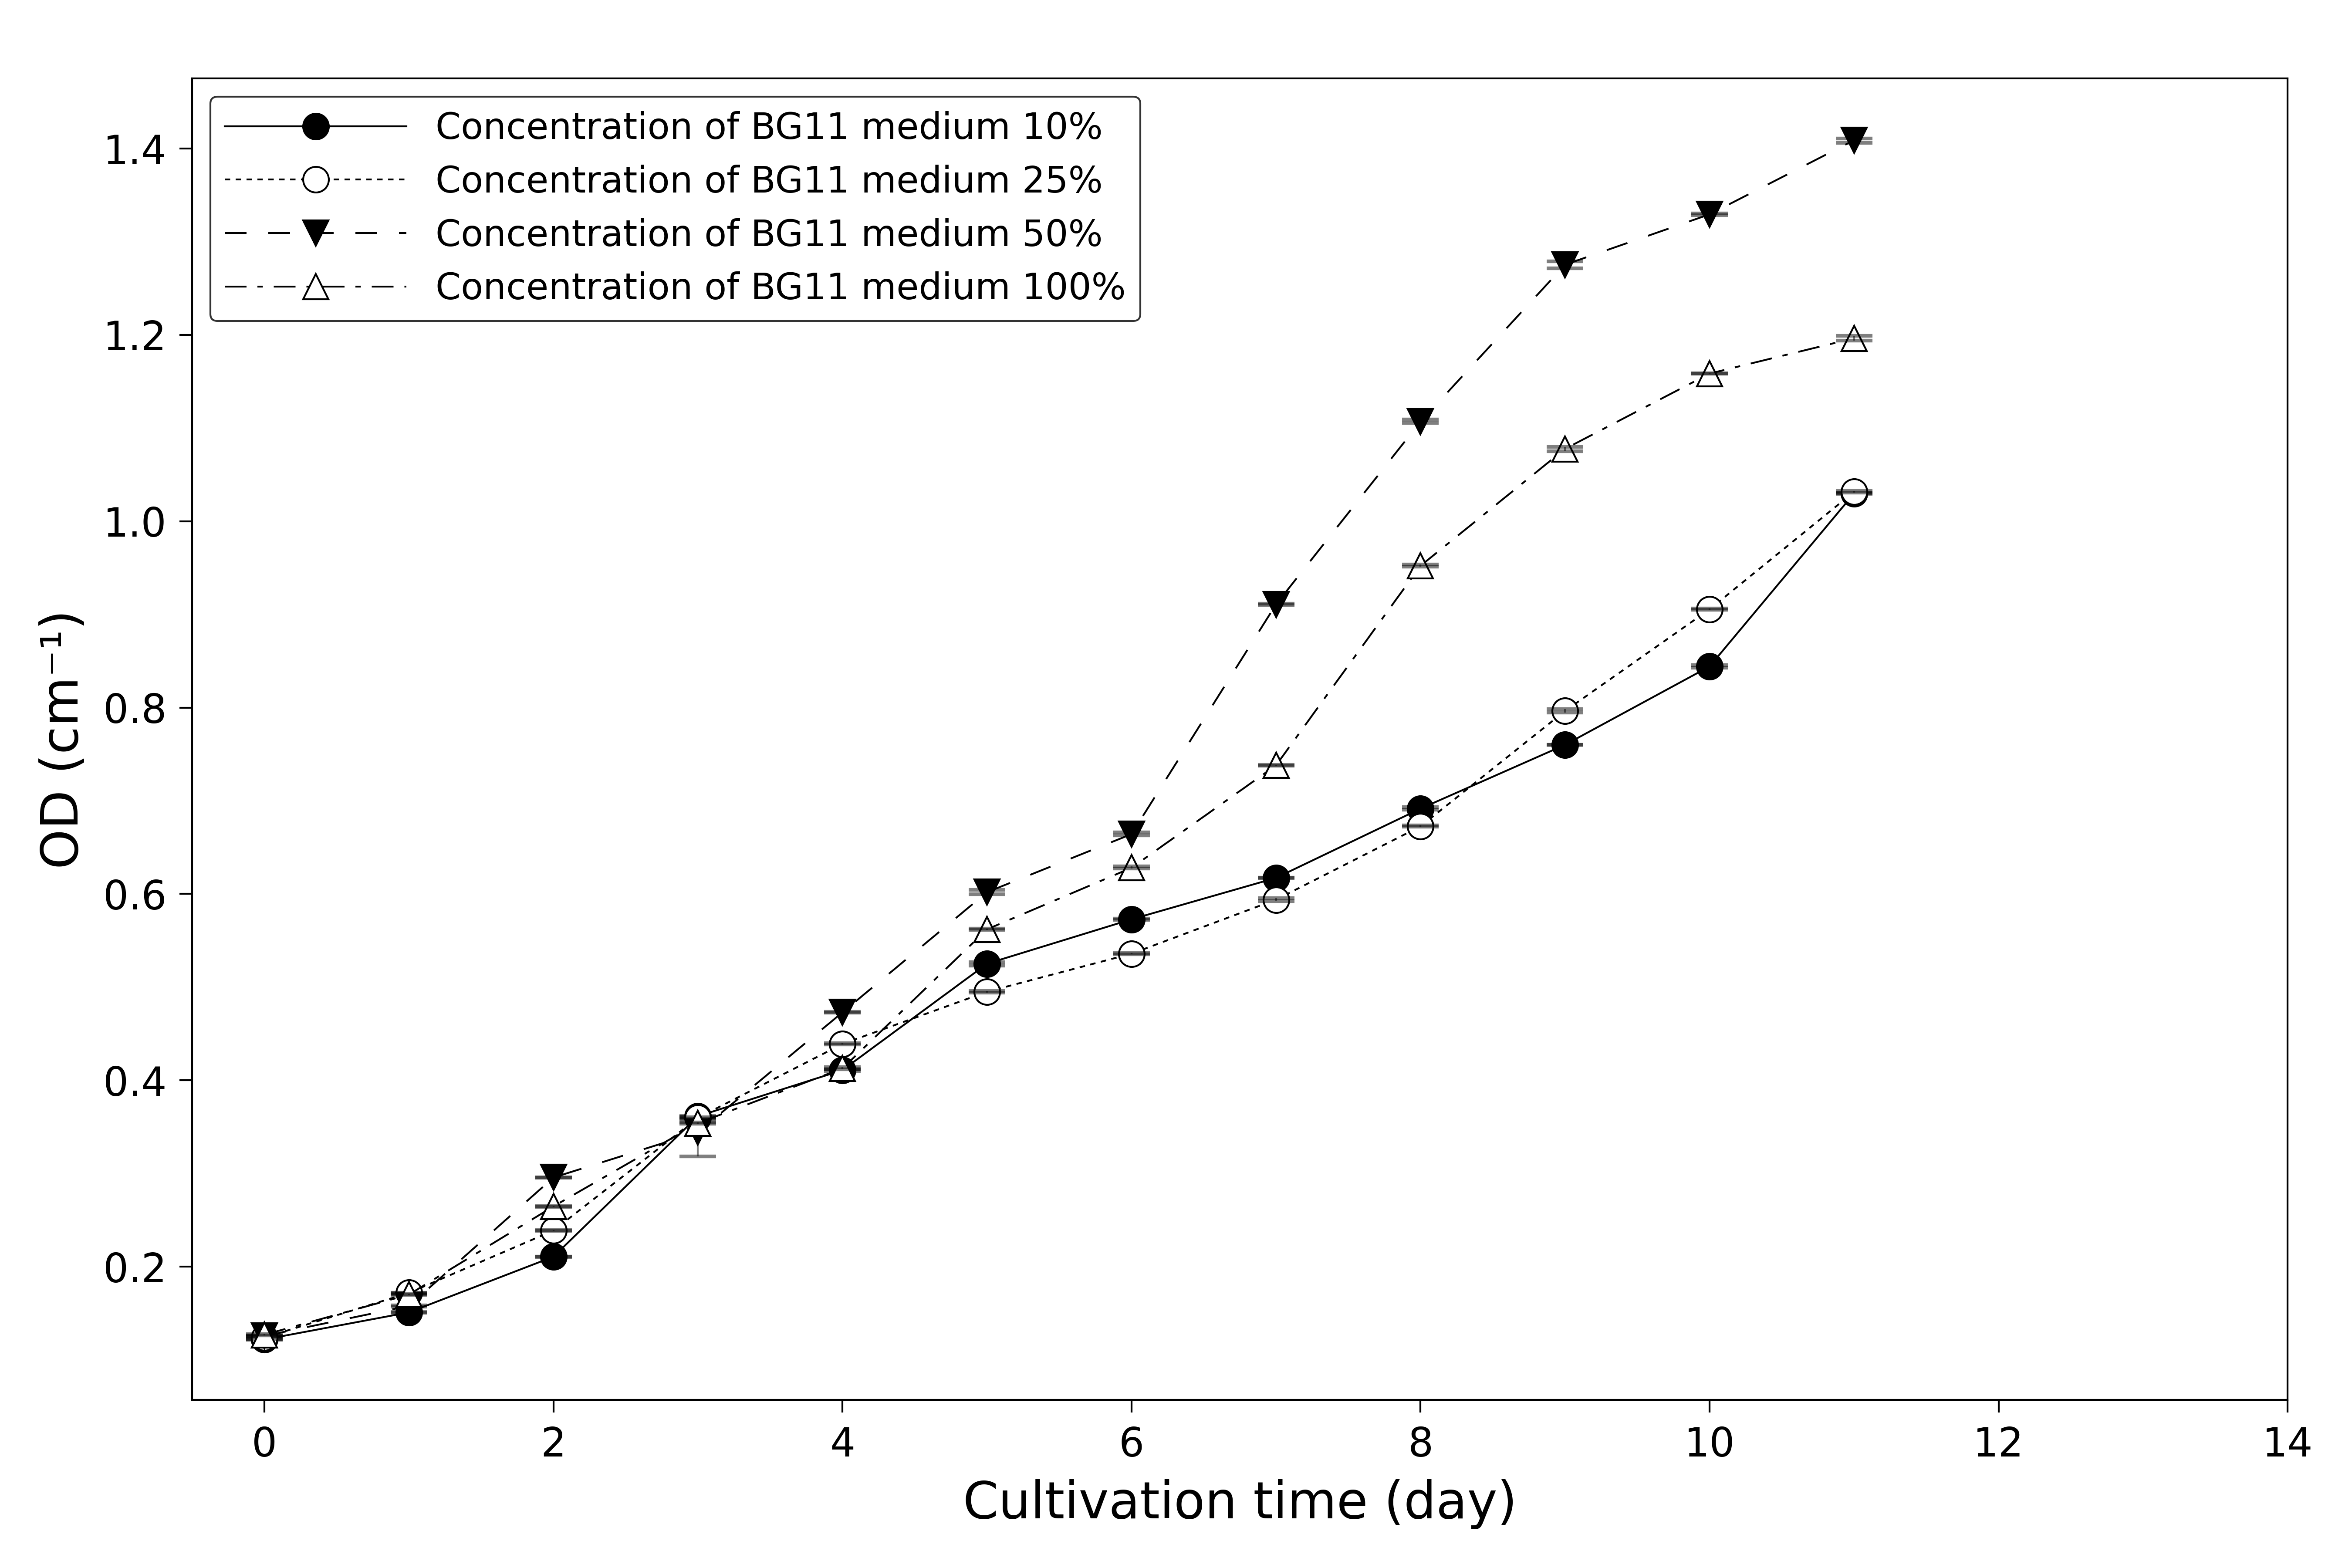 Concentration of BG11 medium 10%
Concentration of BG11 medium 25%
Concentration of BG11 medium 50%
Concentration of BG11 medium 100%
OD (cm⁻¹)
1.4
1.2
1.0
0.8
0.6
0.4
0.2
0 2 4 6 8 10 12 14
Cultivation time (day)